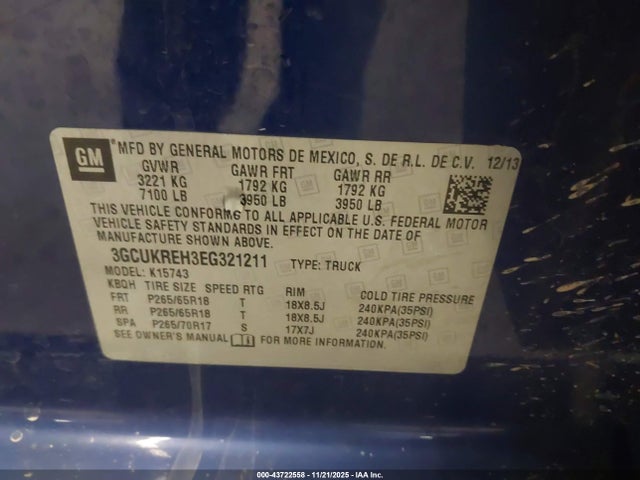 GM ® MFD BY GENERAL MOTORS DE MEXICO, S. DE R.L. DE C.V. 12/13
GVWR GAWR FRT GAWR RR
3221 KG 1792 KG 1792 KG
7100 LB 3950 LB 3950 LB
THIS VEHICLE CONFORMS TO ALL APPLICABLE U.S. FEDERAL MOTOR
VEHICLE SAFETY STANDARDS IN EFFECT ON THE DATE OF
MANUFACTURE SHOWN ABOVE.
3GCUKREH3EG321211 TYPE: TRUCK
MODEL: K15743
KBQH TIRE SIZE SPEED RTG RIM COLD TIRE PRESSURE
FRT P265/65R18 T 18X8.5J 240KPA(35PSI)
RR P265/65R18 T 18X8.5J 240KPA(35PSI)
SPA P265/70R17 S 17X7J 240KPA(35PSI)
SEE OWNER'S MANUAL FOR MORE INFORMATION.
000-43722558 - 11/21/2025 - IAA Inc.